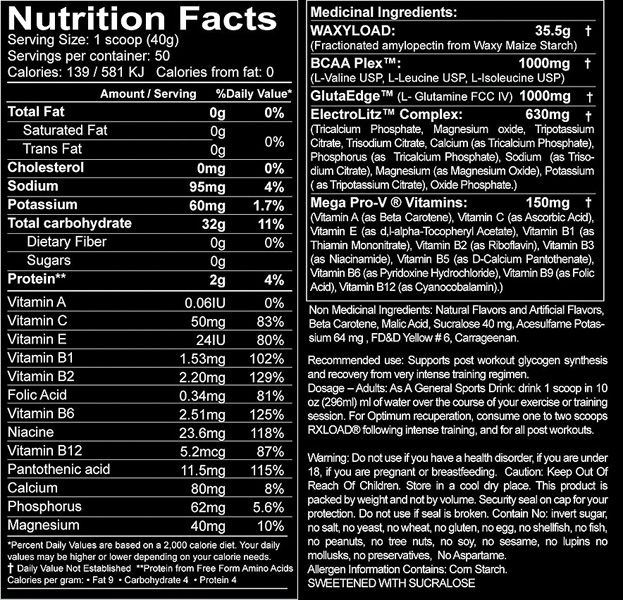 Nutrition Facts
Serving Size: 1 scoop (40g)
Servings per container: 50
Calories: 139 / 581 KJ Calories from fat: 0
Amount / Serving %Daily Value*
Total Fat 0g 0%
Saturated Fat 0g
0%
Trans Fat 0g
Cholesterol 0mg 0%
Sodium 95mg 4%
Potassium 60mg 1.7%
Total carbohydrate 32g 11%
Dietary Fiber 0g 0%
Sugars 0g
Protein** 2g 4%
Vitamin A 0.06IU 0%
Vitamin C 50mg 83%
Vitamin E 24IU 80%
Vitamin B1 1.53mg 102%
Vitamin B2 2.20mg 129%
Folic Acid 0.34mg 81%
Vitamin B6 2.51mg 125%
Niacine 23.6mg 118%
Vitamin B12 5.2mcg 87%
Pantothenic acid 11.5mg 115%
Calcium 80mg 8%
Phosphorus 62mg 5.6%
Magnesium 40mg 10%
*Percent Daily Values are based on a 2,000 calorie diet. Your daily
values may be higher or lower depending on your calorie needs.
† Daily Value Not Established **Protein from Free Form Amino Acids
Calories per gram: • Fat 9 • Carbohydrate 4 • Protein 4
Medicinal Ingredients:
WAXYLOAD: 35.5g †
(Fractionated amylopectin from Waxy Maize Starch)
BCAA Plex™: 1000mg †
(L-Valine USP, L-Leucine USP, L-Isoleucine USP)
GlutaEdge™ (L- Glutamine FCC IV) 1000mg †
ElectroLitz™ Complex: 630mg †
(Tricalcium Phosphate, Magnesium oxide, Tripotassium
Citrate, Trisodium Citrate, Calcium (as Tricalcium Phosphate),
Phosphorus (as Tricalcium Phosphate), Sodium (as Triso-
dium Citrate), Magnesium (as Magnesium Oxide), Potassium
( as Tripotassium Citrate), Oxide Phosphate.)
Mega Pro-V ® Vitamins: 150mg †
(Vitamin A (as Beta Carotene), Vitamin C (as Ascorbic Acid),
Vitamin E (as d,l-alpha-Tocopheryl Acetate), Vitamin B1 (as
Thiamin Mononitrate), Vitamin B2 (as Riboflavin), Vitamin B3
(as Niacinamide), Vitamin B5 (as D-Calcium Pantothenate),
Vitamin B6 (as Pyridoxine Hydrochloride), Vitamin B9 (as Folic
Acid), Vitamin B12 (as Cyanocobalamin).)
Non Medicinal Ingredients: Natural Flavors and Artificial Flavors,
Beta Carotene, Malic Acid, Sucralose 40 mg, Acesulfame Potas-
sium 64 mg , FD&D Yellow # 6, Carrageenan.
Recommended use: Supports post workout glycogen synthesis
and recovery from very intense training regimen.
Dosage – Adults: As A General Sports Drink: drink 1 scoop in 10
oz (296ml) ml of water over the course of your exercise or training
session. For Optimum recuperation, consume one to two scoops
RXLOAD® following intense training, and for all post workouts.
Warning: Do not use if you have a health disorder, if you are under
18, if you are pregnant or breastfeeding. Caution: Keep Out Of
Reach Of Children. Store in a cool dry place. This product is
packed by weight and not by volume. Security seal on cap for your
protection. Do not use if seal is broken. Contain No: invert sugar,
no salt, no yeast, no wheat, no gluten, no egg, no shellfish, no fish,
no peanuts, no tree nuts, no soy, no sesame, no lupins no
mollusks, no preservatives, No Aspartame.
Allergen Information Contains: Corn Starch.
SWEETENED WITH SUCRALOSE